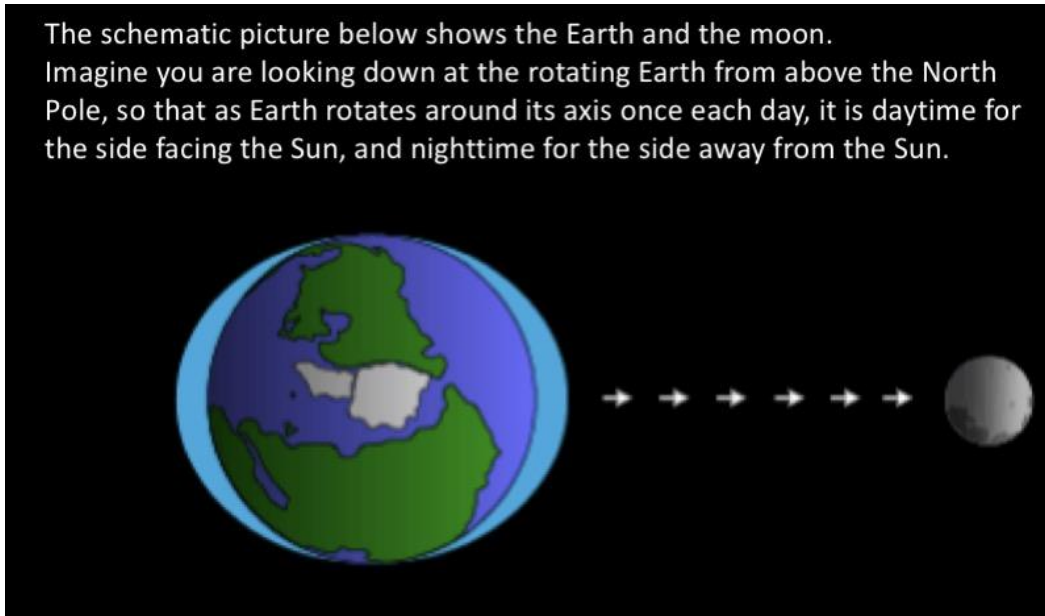 The schematic picture below shows the Earth and the moon.
Imagine you are looking down at the rotating Earth from above the North
Pole, so that as Earth rotates around its axis once each day, it is daytime for
the side facing the Sun, and nighttime for the side away from the Sun.